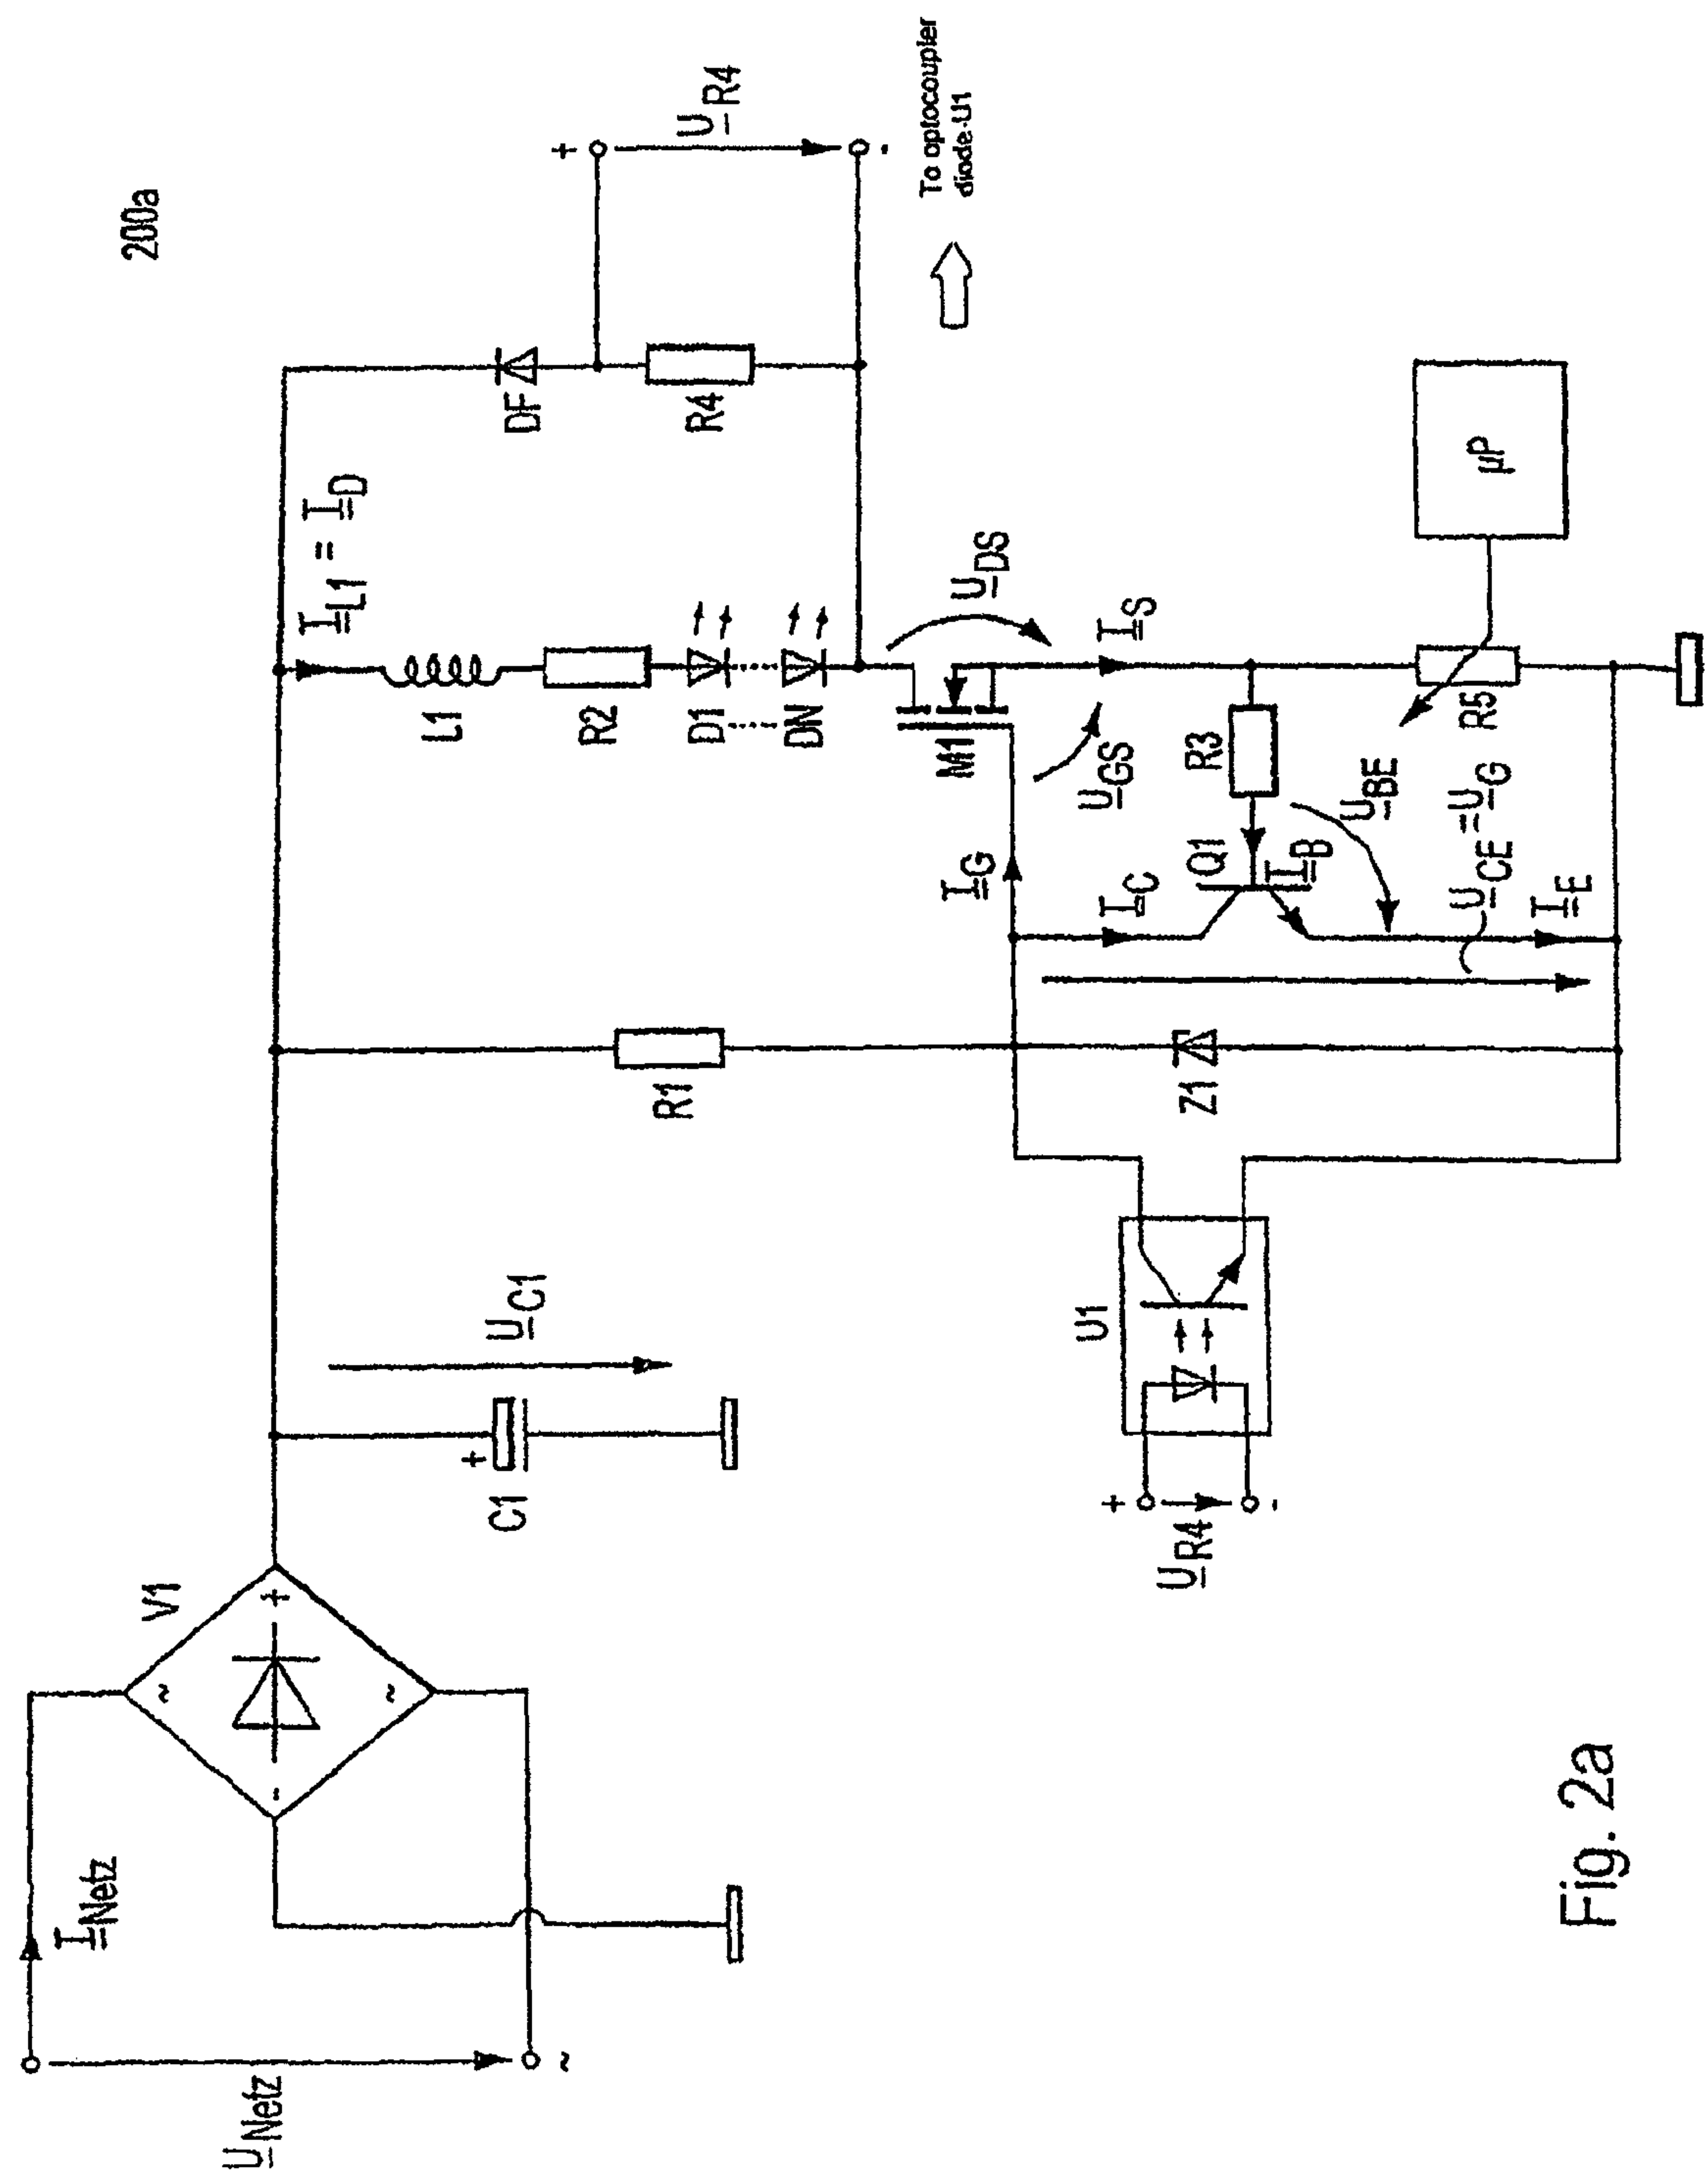 200a
U_Netz
I_Netz
~
V1
~
~
-
+
+
C1
U_C1
R1
I_L1 = I_D
L1
R2
D1 ..... DN
DF
R4
+
U_R4
-
To optocoupler
diode U1
M1
U_DS
U_GS
I_G
I_S
I_C
R3
Q1
I_B
U_BE
U_CE = U_G
I_E
R5
µP
Z1
U1
+
U_R4
-
Fig. 2a